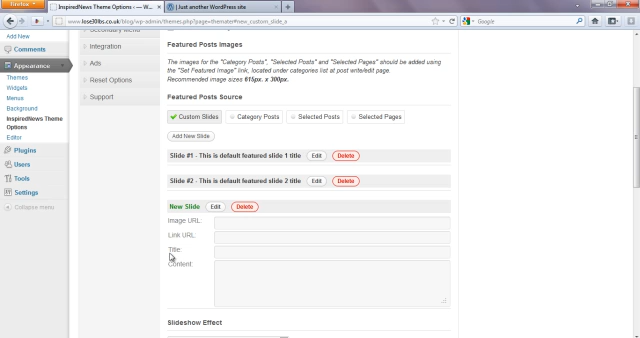 Firefox
InspiredNews Theme Options ‹ — W...
| Just another WordPress site
www.lose30lbs.co.uk/blog/wp-admin/themes.php?page=themater#new_custom_slide_a
Google
Add New
Comments
Appearance
Themes
Widgets
Menus
Background
InspiredNews Theme
Options
Editor
Plugins
Users
Tools
Settings
Collapse menu
Integration
Ads
Reset Options
Support
Featured Posts Images
The images for the "Category Posts", "Selected Posts" and "Selected Pages" should be added using
the "Set Featured Image" link, located under categories list at post write/edit page.
Recommended image sizes 615px. x 300px.
Featured Posts Source
Custom Slides
Category Posts
Selected Posts
Selected Pages
Add New Slide
Slide #1 - This is default featured slide 1 title Edit Delete
Slide #2 - This is default featured slide 2 title Edit Delete
New Slide Edit Delete
Image URL:
Link URL:
Title:
Content:
Slideshow Effect